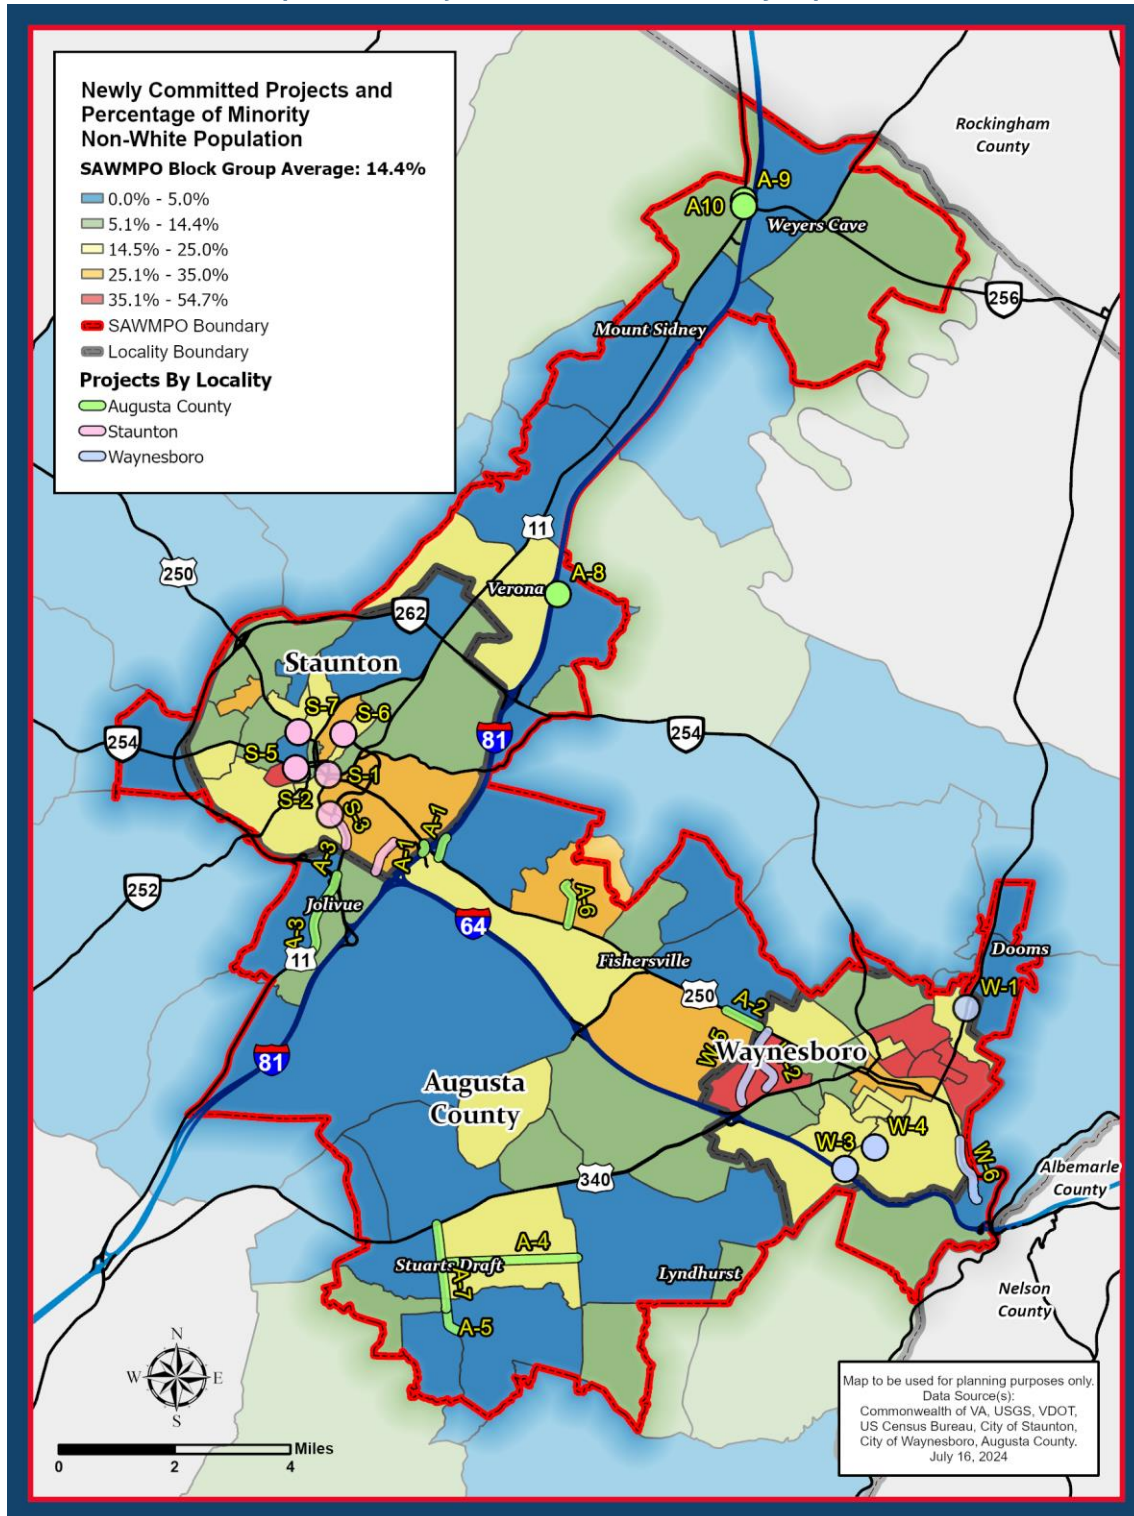 Newly Committed Projects and
Percentage of Minority
Non-White Population
SAWMPO Block Group Average: 14.4%
0.0% - 5.0%
5.1% - 14.4%
14.5% - 25.0%
25.1% - 35.0%
35.1% - 54.7%
SAWMPO Boundary
Locality Boundary
Projects By Locality
Augusta County
Staunton
Waynesboro
Rockingham
County
A-9
A10
Weyers Cave
256
Mount Sidney
11
250
Verona
A-8
262
Staunton
S-7
S-6
254
81
254
S-5
S-1
S-2
S-3
A-1
A-1
A-3
252
Jolivue
A-6
64
A-3
11
Fishersville
Dooms
250
A-2
W-1
W-5
Waynesboro
81
Augusta
County
W-4
W-3
W-6
Albemarle
County
340
A-4
Stuarts Draft
A-7
Lyndhurst
A-5
Nelson
County
N
W
E
S
Miles
0
2
4
Map to be used for planning purposes only.
Data Source(s):
Commonwealth of VA, USGS, VDOT,
US Census Bureau, City of Staunton,
City of Waynesboro, Augusta County.
July 16, 2024